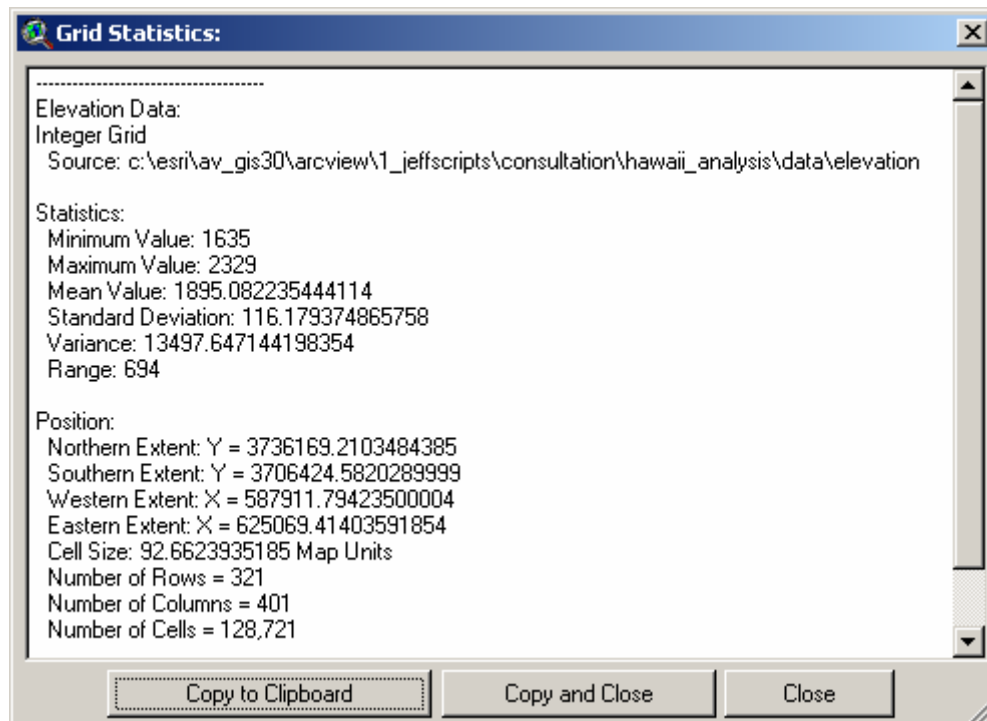 Grid Statistics:
-------------------------------------
Elevation Data:
Integer Grid
Source: c:\esri\av_gis30\arcview\1_jeffscripts\consultation\hawaii_analysis\data\elevation
Statistics:
Minimum Value: 1635
Maximum Value: 2329
Mean Value: 1895.082235444114
Standard Deviation: 116.179374865758
Variance: 13497.647144198354
Range: 694
Position:
Northern Extent: Y = 3736169.2103484385
Southern Extent: Y = 3706424.5820289999
Western Extent: X = 587911.79423500004
Eastern Extent: X = 625069.41403591854
Cell Size: 92.6623935185 Map Units
Number of Rows = 321
Number of Columns = 401
Number of Cells = 128,721
Copy to Clipboard Copy and Close Close